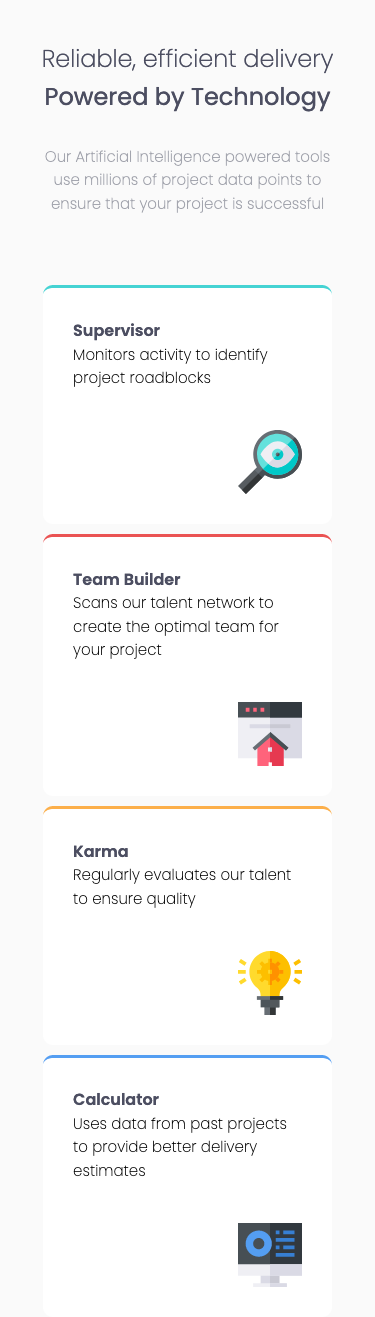 Reliable, efficient delivery
Powered by Technology
Our Artificial Intelligence powered tools
use millions of project data points to
ensure that your project is successful
Supervisor
Monitors activity to identify
project roadblocks
Team Builder
Scans our talent network to
create the optimal team for
your project
Karma
Regularly evaluates our talent
to ensure quality
Calculator
Uses data from past projects
to provide better delivery
estimates